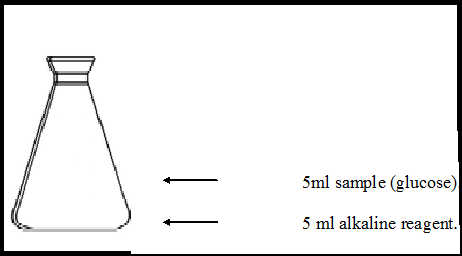 5ml sample (glucose)
5 ml alkaline reagent.